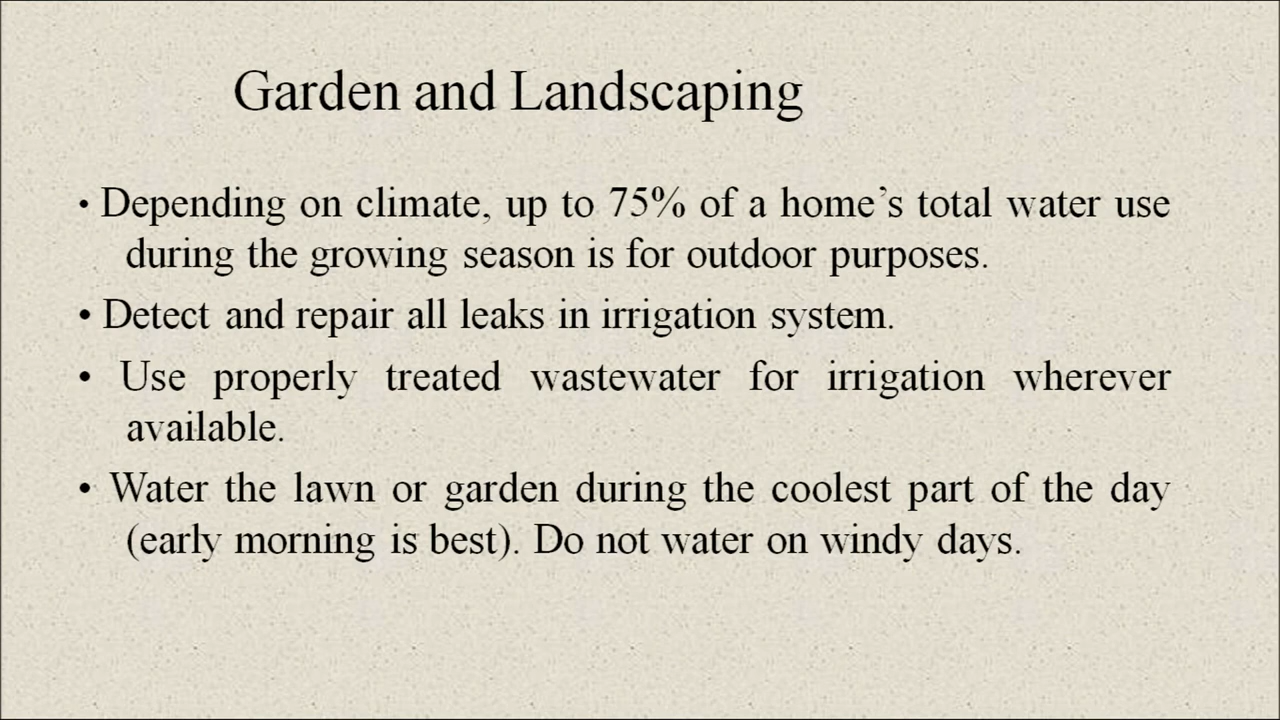 Garden and Landscaping
• Depending on climate, up to 75% of a home’s total water use
during the growing season is for outdoor purposes.
• Detect and repair all leaks in irrigation system.
• Use properly treated wastewater for irrigation wherever
available.
• Water the lawn or garden during the coolest part of the day
(early morning is best). Do not water on windy days.